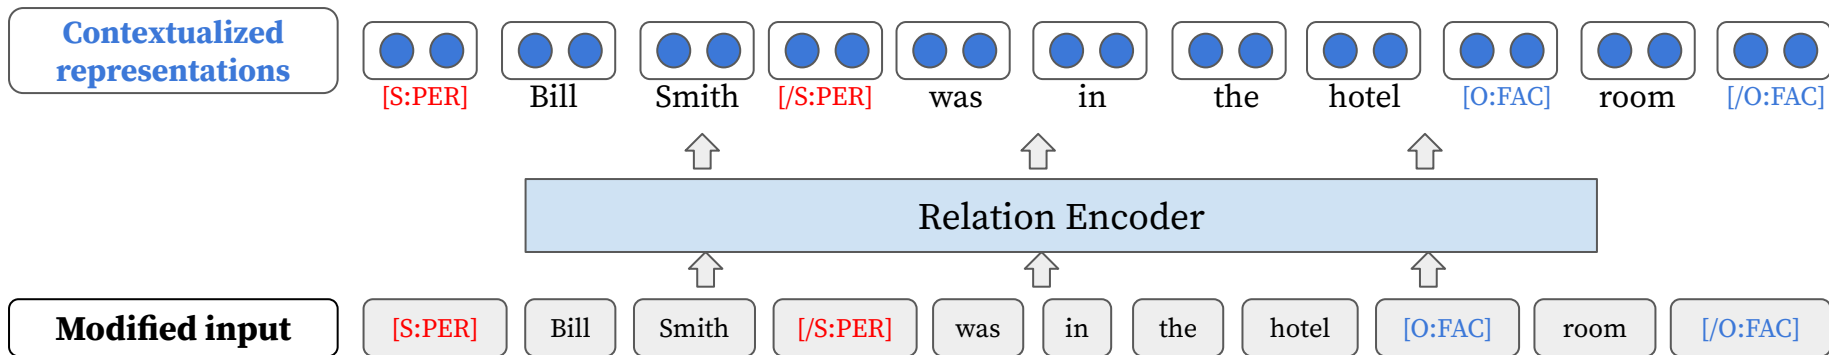 Contextualized
representations
[S:PER] Bill Smith [/S:PER] was in the hotel [O:FAC] room [/O:FAC]
Relation Encoder
Modified input [S:PER] Bill Smith [/S:PER] was in the hotel [O:FAC] room [/O:FAC]